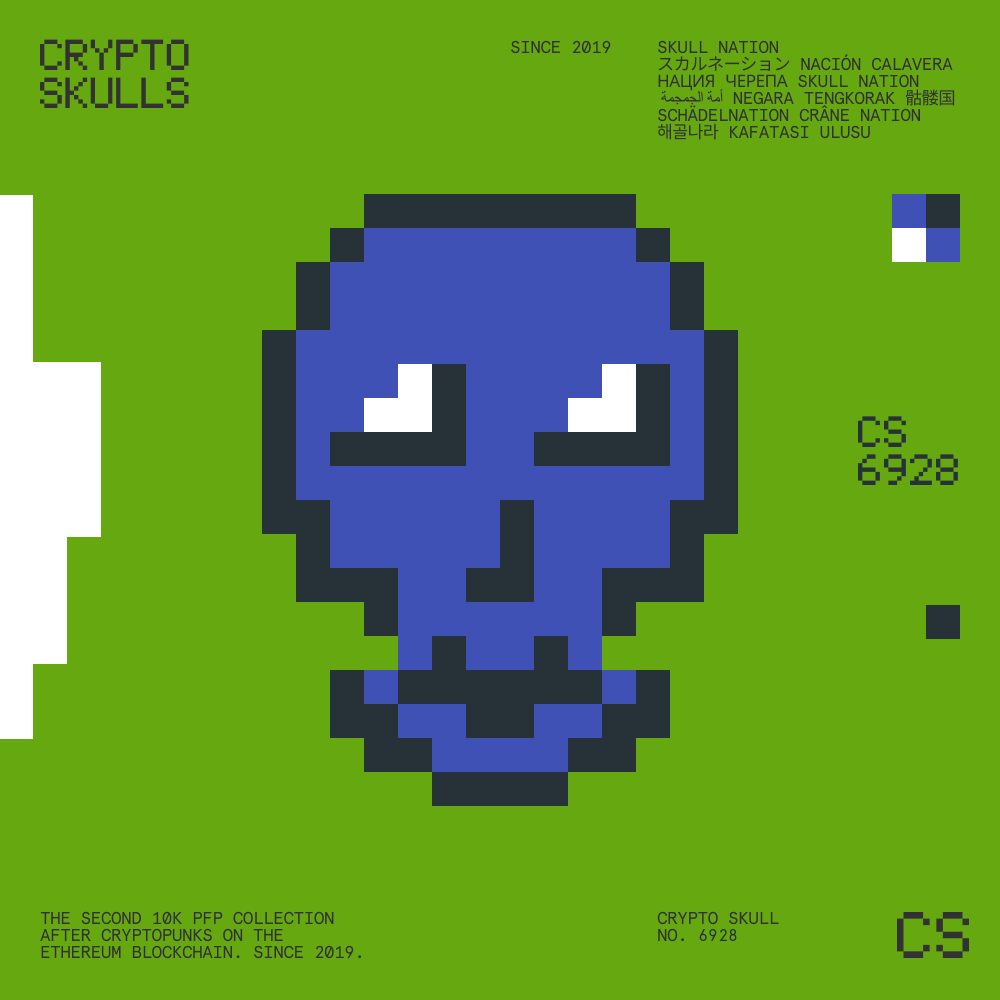 CRYPTO
SKULLS
SINCE 2019
SKULL NATION
スカルネーション NACIÓN CALAVERA
НАЦИЯ ЧЕРЕПА SKULL NATION
أمة الجمجمة NEGARA TENGKORAK 骷髅国
SCHÄDELNATION CRÂNE NATION
해골나라 KAFATASI ULUSU
CS
6928
THE SECOND 10K PFP COLLECTION
AFTER CRYPTOPUNKS ON THE
ETHEREUM BLOCKCHAIN. SINCE 2019.
CRYPTO SKULL
NO. 6928
CS